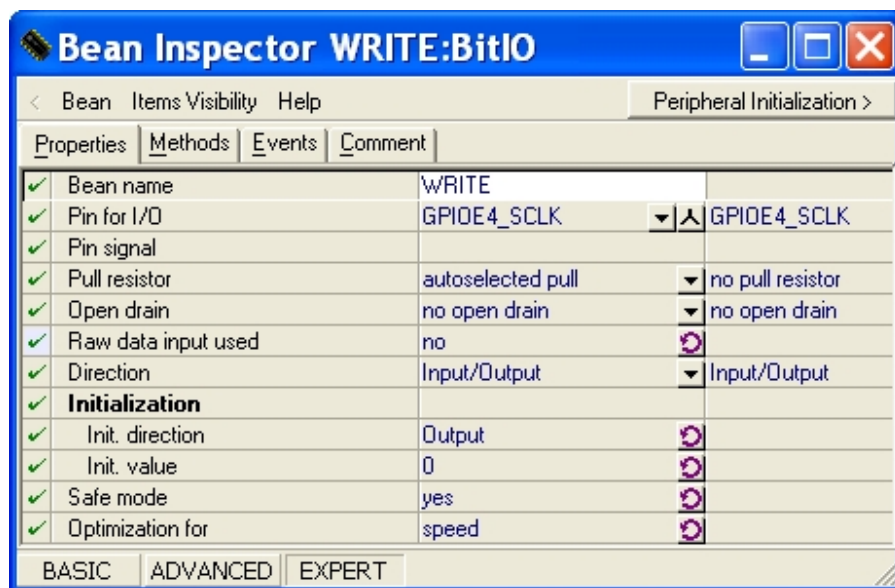 Bean Inspector WRITE:BitIO
< Bean Items Visibility Help Peripheral Initialization >
Properties Methods Events Comment
Bean name WRITE
Pin for I/O GPIOE4_SCLK GPIOE4_SCLK
Pin signal
Pull resistor autoselected pull no pull resistor
Open drain no open drain no open drain
Raw data input used no
Direction Input/Output Input/Output
Initialization
Init. direction Output
Init. value 0
Safe mode yes
Optimization for speed
BASIC ADVANCED EXPERT